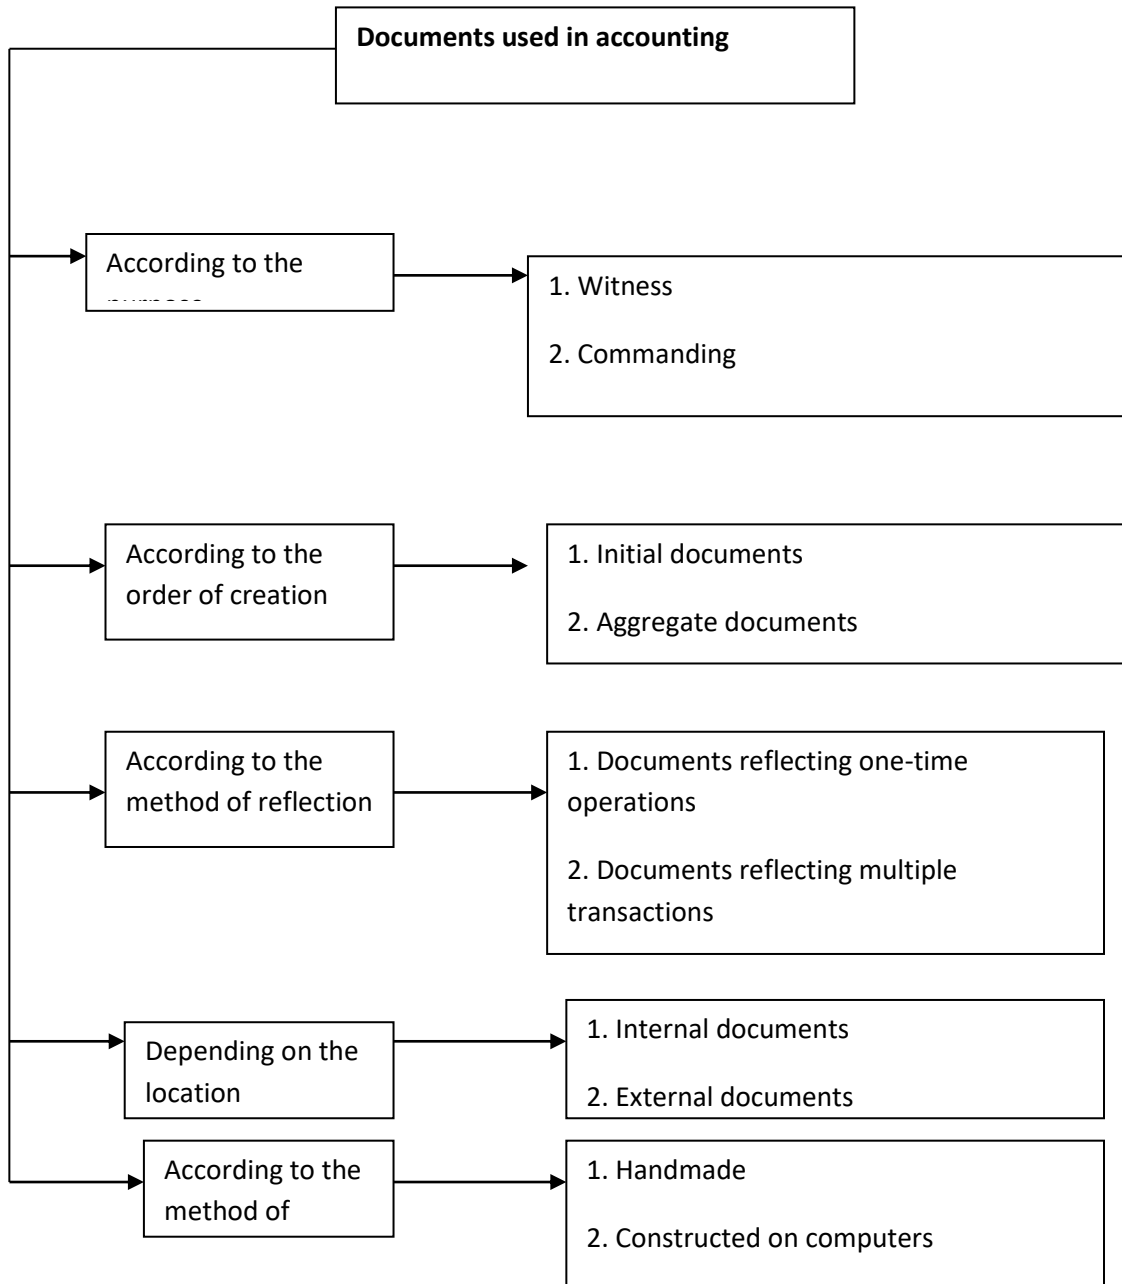 Documents used in accounting
According to the
1. Witness
2. Commanding
According to the
order of creation
1. Initial documents
2. Aggregate documents
According to the
method of reflection
1. Documents reflecting one-time
operations
2. Documents reflecting multiple
transactions
Depending on the
location
1. Internal documents
2. External documents
According to the
method of
1. Handmade
2. Constructed on computers